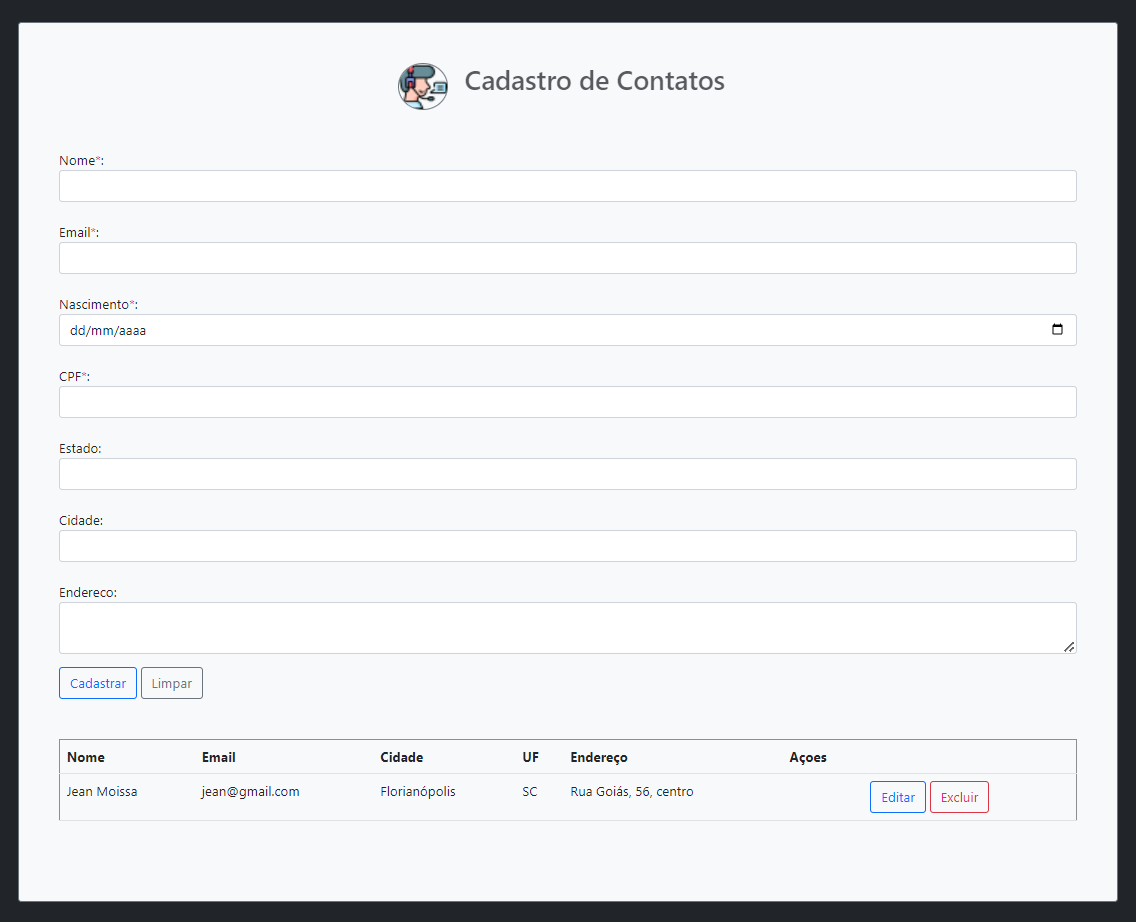 Cadastro de Contatos
Nome*:
Email*:
Nascimento*:
dd/mm/aaaa
CPF*:
Estado:
Cidade:
Endereco:
Cadastrar Limpar
Nome Email Cidade UF Endereço Açoes
Jean Moissa jean@gmail.com Florianópolis SC Rua Goiás, 56, centro Editar Excluir